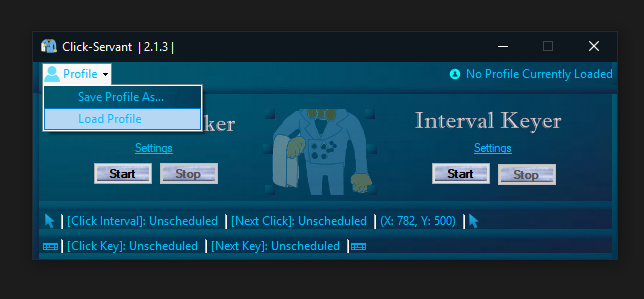 Click-Servant | 2.1.3 |
Profile
No Profile Currently Loaded
Save Profile As...
Load Profile
ker
Interval Keyer
Settings
Settings
Start
Stop
Start
Stop
[Click Interval]: Unscheduled | [Next Click]: Unscheduled | (X: 782, Y: 500) |
[Click Key]: Unscheduled | [Next Key]: Unscheduled |